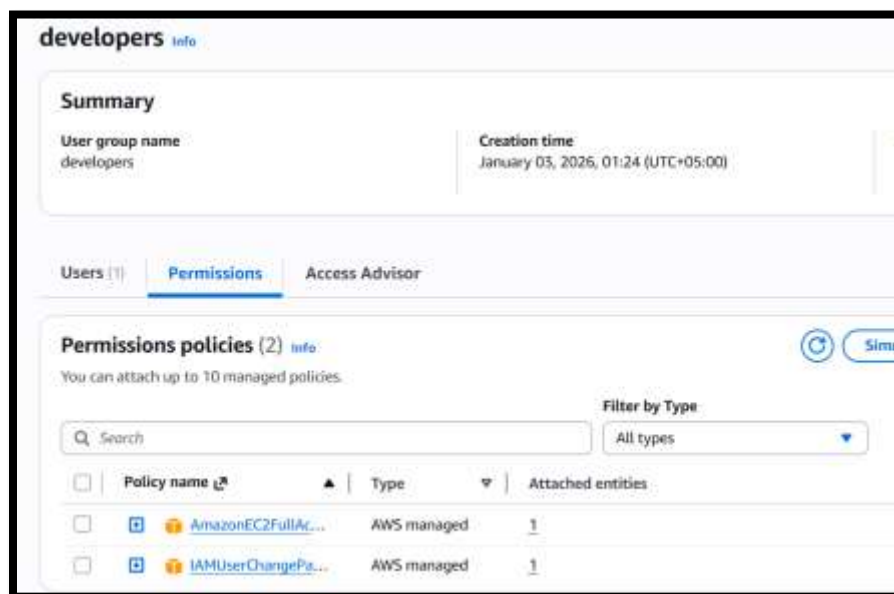 developers Info
Summary
User group name
developers
Creation time
January 03, 2026, 01:24 (UTC+05:00)
Users (1)
Permissions
Access Advisor
Permissions policies (2) Info
You can attach up to 10 managed policies.
Filter by Type
Search
All types
Policy name
Type
Attached entities
AmazonEC2FullAc...
AWS managed
1
IAMUserChangePa...
AWS managed
1